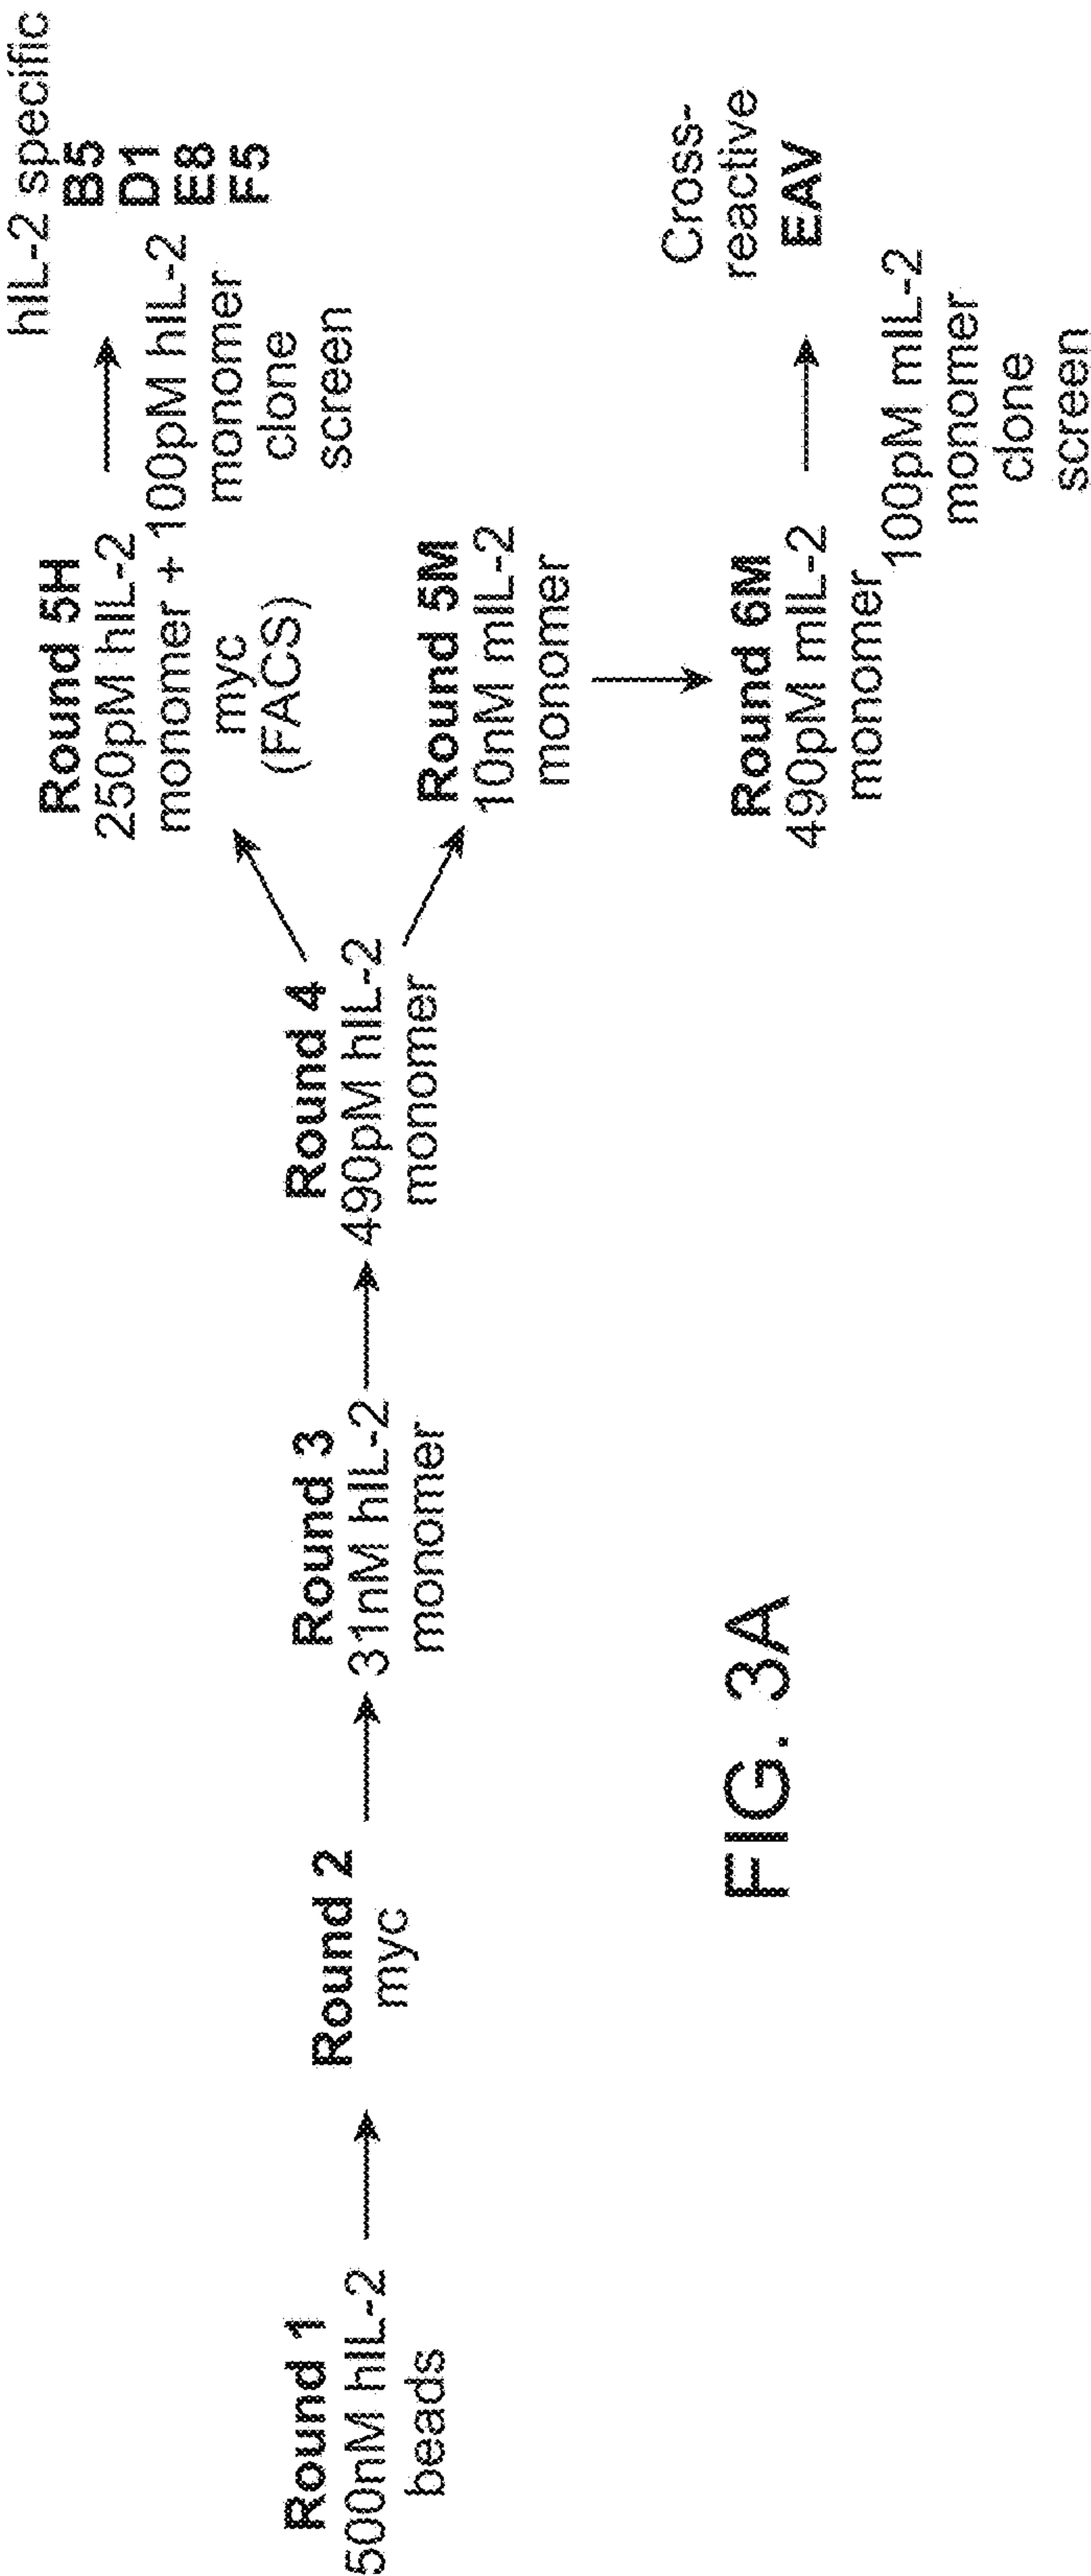 Round 1
500nM hIL-2
beads
Round 2
myc
Round 3
31nM hIL-2
monomer
Round 4
490pM hIL-2
monomer
Round 5H
250pM hIL-2
monomer +
myc
(FACS)
100pM hIL-2
monomer
clone
screen
hIL-2 specific
B5
D1
E8
F5
Round 5M
10nM mIL-2
monomer
Round 6M
490pM mIL-2
monomer
100pM mIL-2
monomer
clone
screen
Cross-
reactive
EAV
FIG. 3A